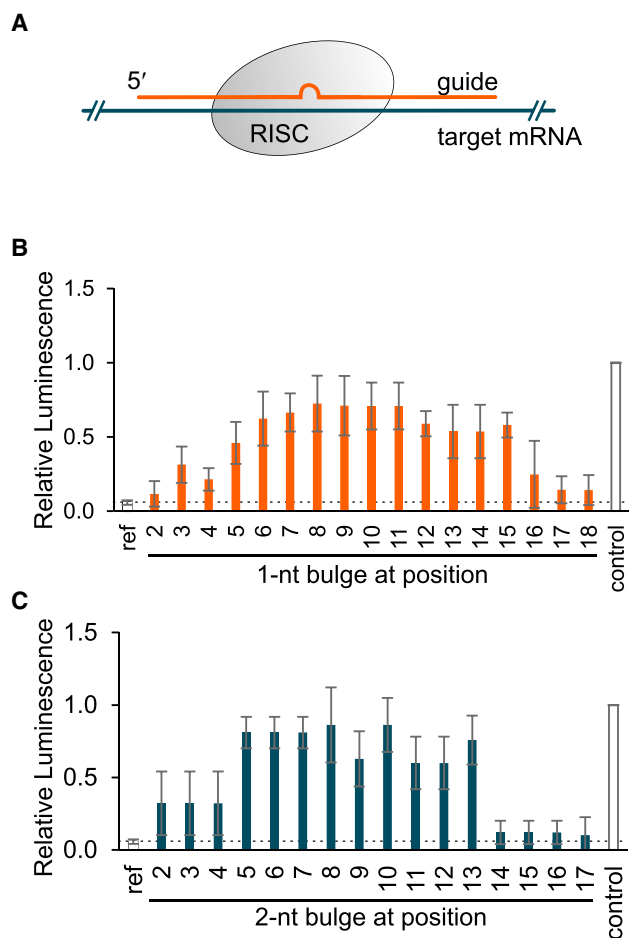 A
5′
guide
RISC
target mRNA
B
Relative Luminescence
1.5
1.0
0.5
0.0
ref 2 3 4 5 6 7 8 9 10 11 12 13 14 15 16 17 18 control
1-nt bulge at position
C
Relative Luminescence
1.5
1.0
0.5
0.0
ref 2 3 4 5 6 7 8 9 10 11 12 13 14 15 16 17 control
2-nt bulge at position